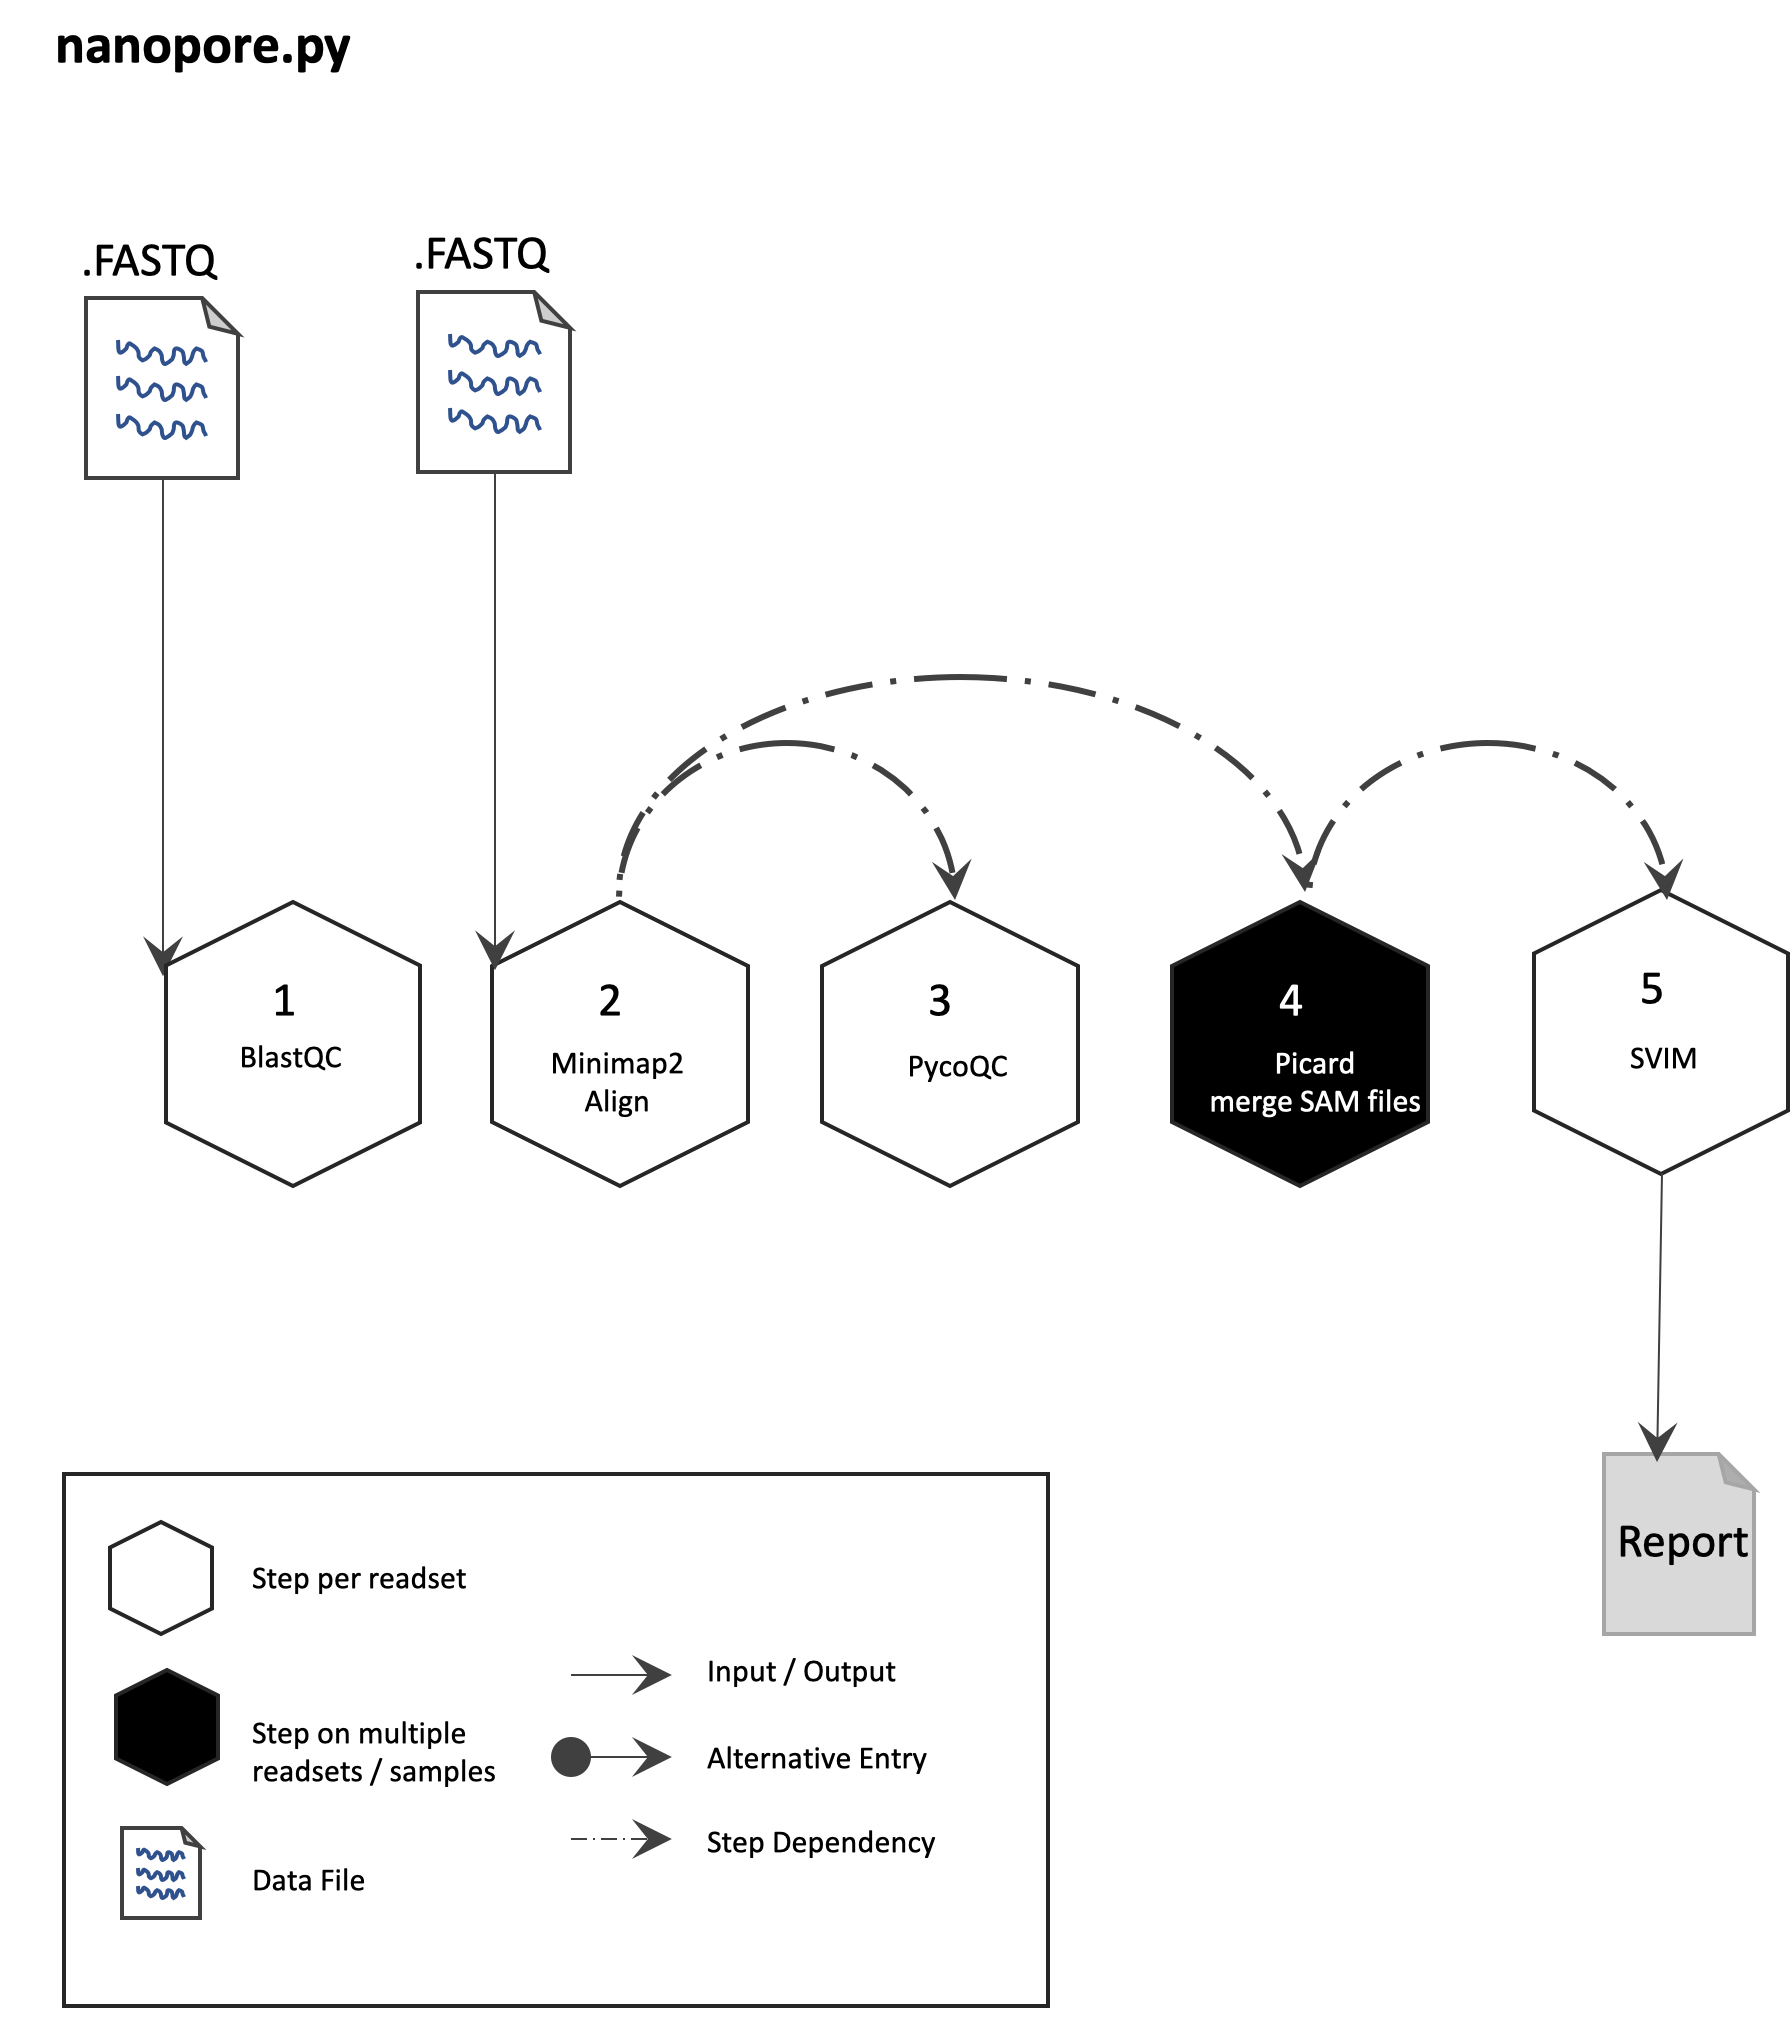 nanopore.py
.FASTQ
.FASTQ
1
BlastQC
2
Minimap2
Align
3
PycoQC
4
Picard
merge SAM files
5
SVIM
Report
Step per readset
Step on multiple
readsets / samples
Data File
Input / Output
Alternative Entry
Step Dependency